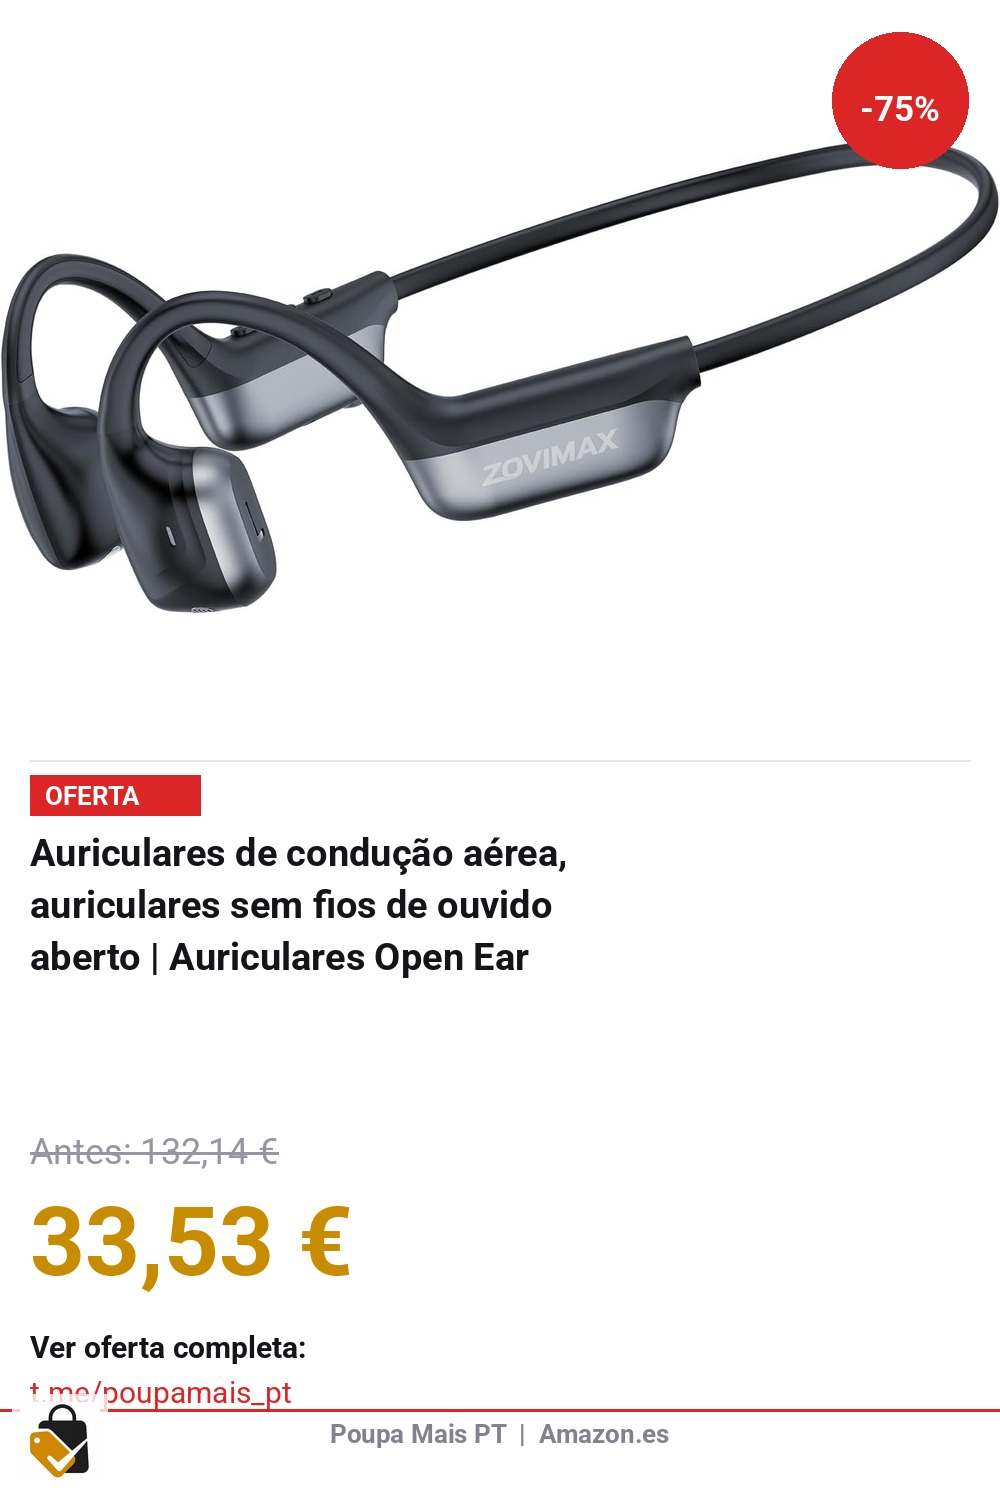 -75%
ZOVIMAX
OFERTA
Auriculares de condução aérea,
auriculares sem fios de ouvido
aberto | Auriculares Open Ear
Antes: 132,14 €
33,53 €
Ver oferta completa:
t.me/poupamais_pt
Poupa Mais PT | Amazon.es